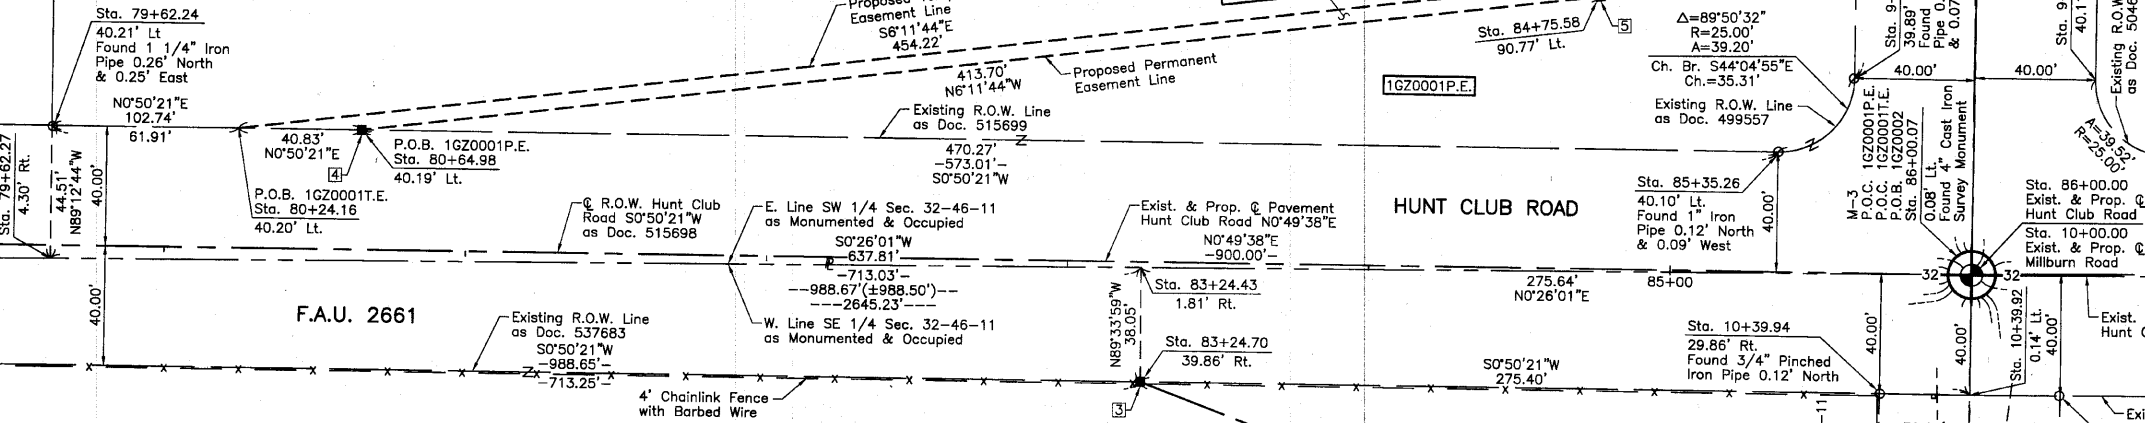 Sta. 79+62.24
40.21' Lt
Found 1 1/4" Iron
Pipe 0.26' North
& 0.25' East
N0°50'21"E
102.74'
61.91'
Sta. 79+62.27
4.30' Rt.
44.51'
N89°12'44"W
40.00'
40.00'
40.83'
N0°50'21"E
4
P.O.B. 1GZ0001P.E.
Sta. 80+64.98
40.19' Lt.
P.O.B. 1GZ0001T.E.
Sta. 80+24.16
40.20' Lt.
Proposed
Easement Line
S6°11'44"E
454.22'
413.70'
N6°11'44"W
Proposed Permanent
Easement Line
Existing R.O.W. Line
as Doc. 515699
470.27'
-573.01'-
S0°50'21"W
Sta. 84+75.58
90.77' Lt.
5
1GZ0001P.E.
Δ=89°50'32"
R=25.00'
A=39.20'
Ch. Br. S44°04'55"E
Ch.=35.31'
Existing R.O.W. Line
as Doc. 499557
Sta. 85+35.26
40.10' Lt.
Found 1" Iron
Pipe 0.12' North
& 0.09' West
40.00'
HUNT CLUB ROAD
℄ R.O.W. Hunt Club
Road S0°50'21"W
as Doc. 515698
E. Line SW 1/4 Sec. 32-46-11
as Monumented & Occupied
S0°26'01"W
-637.81'-
-713.03'-
--988.67'(±988.50')--
---2645.23'---
W. Line SE 1/4 Sec. 32-46-11
as Monumented & Occupied
Exist. & Prop. ℄ Pavement
Hunt Club Road N0°49'38"E
N0°49'38"E
-900.00'-
Sta. 83+24.43
1.81' Rt.
N89°33'59"W
38.05'
Sta. 83+24.70
39.86' Rt.
3
275.64'
N0°26'01"E
85+00
F.A.U. 2661
Existing R.O.W. Line
as Doc. 537683
S0°50'21"W
-988.65'-
-713.25'-
4' Chainlink Fence
with Barbed Wire
S0°50'21"W
275.40'
Sta. 10+39.94
29.86' Rt.
Found 3/4" Pinched
Iron Pipe 0.12' North
39.89'
Found
40.00'
40.00'
M-3
P.O.C. 1GZ0001P.E.
P.O.C. 1GZ0001T.E.
P.O.B. 1GZ0002
Sta. 86+00.07
0.08' Lt.
Found 4" Cast Iron
Survey Monument
Existing R.O.W.
as Doc.
A=39.52'
R=25.00'
Sta. 86+00.00
Exist. & Prop. ℄
Hunt Club Road
Sta. 10+00.00
Exist. & Prop. ℄
Millburn Road
32
32
40.00'
40.00'
Sta. 10+39.92
0.14' Lt.
40.00'
Exist.
Hunt
-11